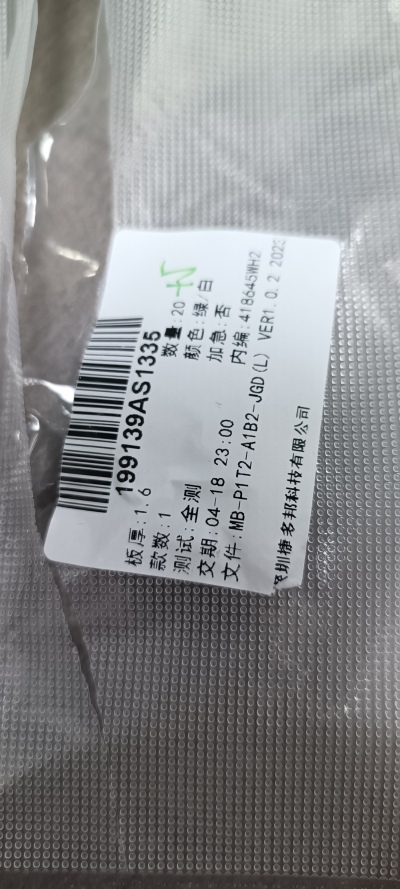 199139AS1335
板厚:1.6 数量:20 +5
款数:1 颜色:绿/白
测试:全测 加急:否
交期:04-18 23:00 内编:418645WH2
文件:MB-P1T2-A1B2-JGD(L) VER1.0.2 202
圳捷多邦科技有限公司